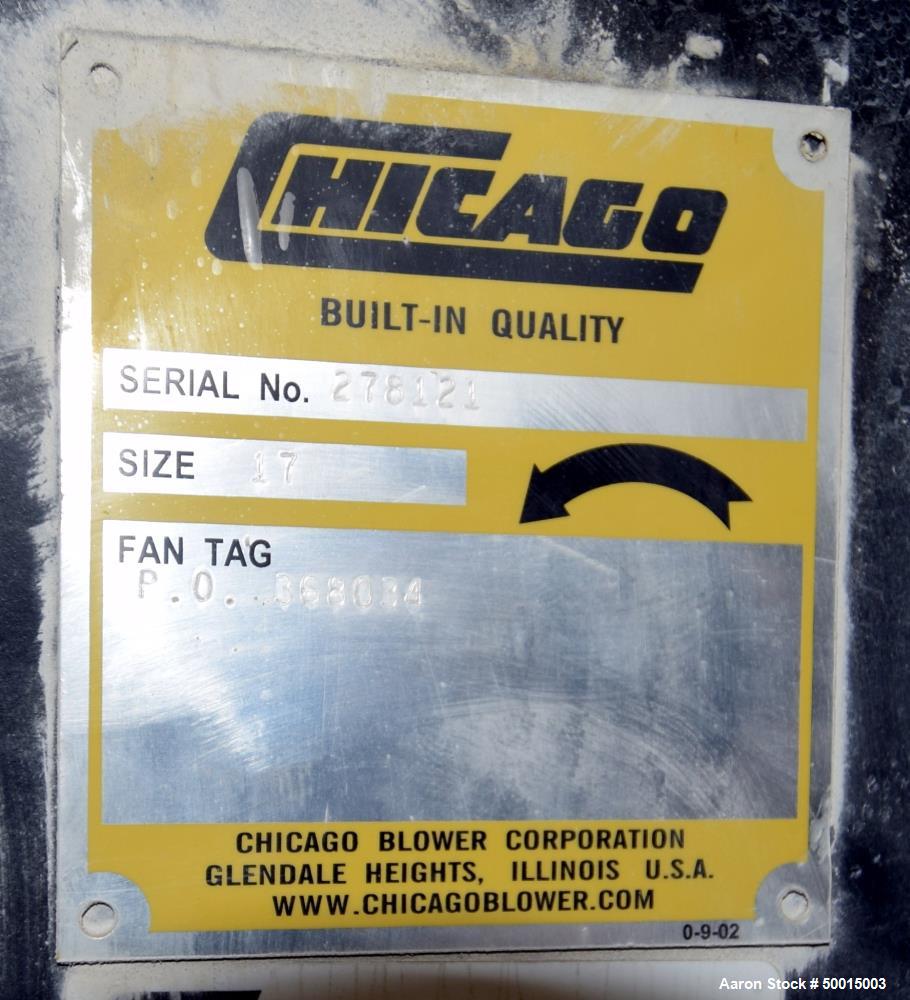 CHICAGO
BUILT-IN QUALITY
SERIAL No. 278121
SIZE 17
FAN TAG
P.O. 368034
CHICAGO BLOWER CORPORATION
GLENDALE HEIGHTS, ILLINOIS U.S.A.
WWW.CHICAGOBLOWER.COM
0-9-02
Aaron Stock # 50015003